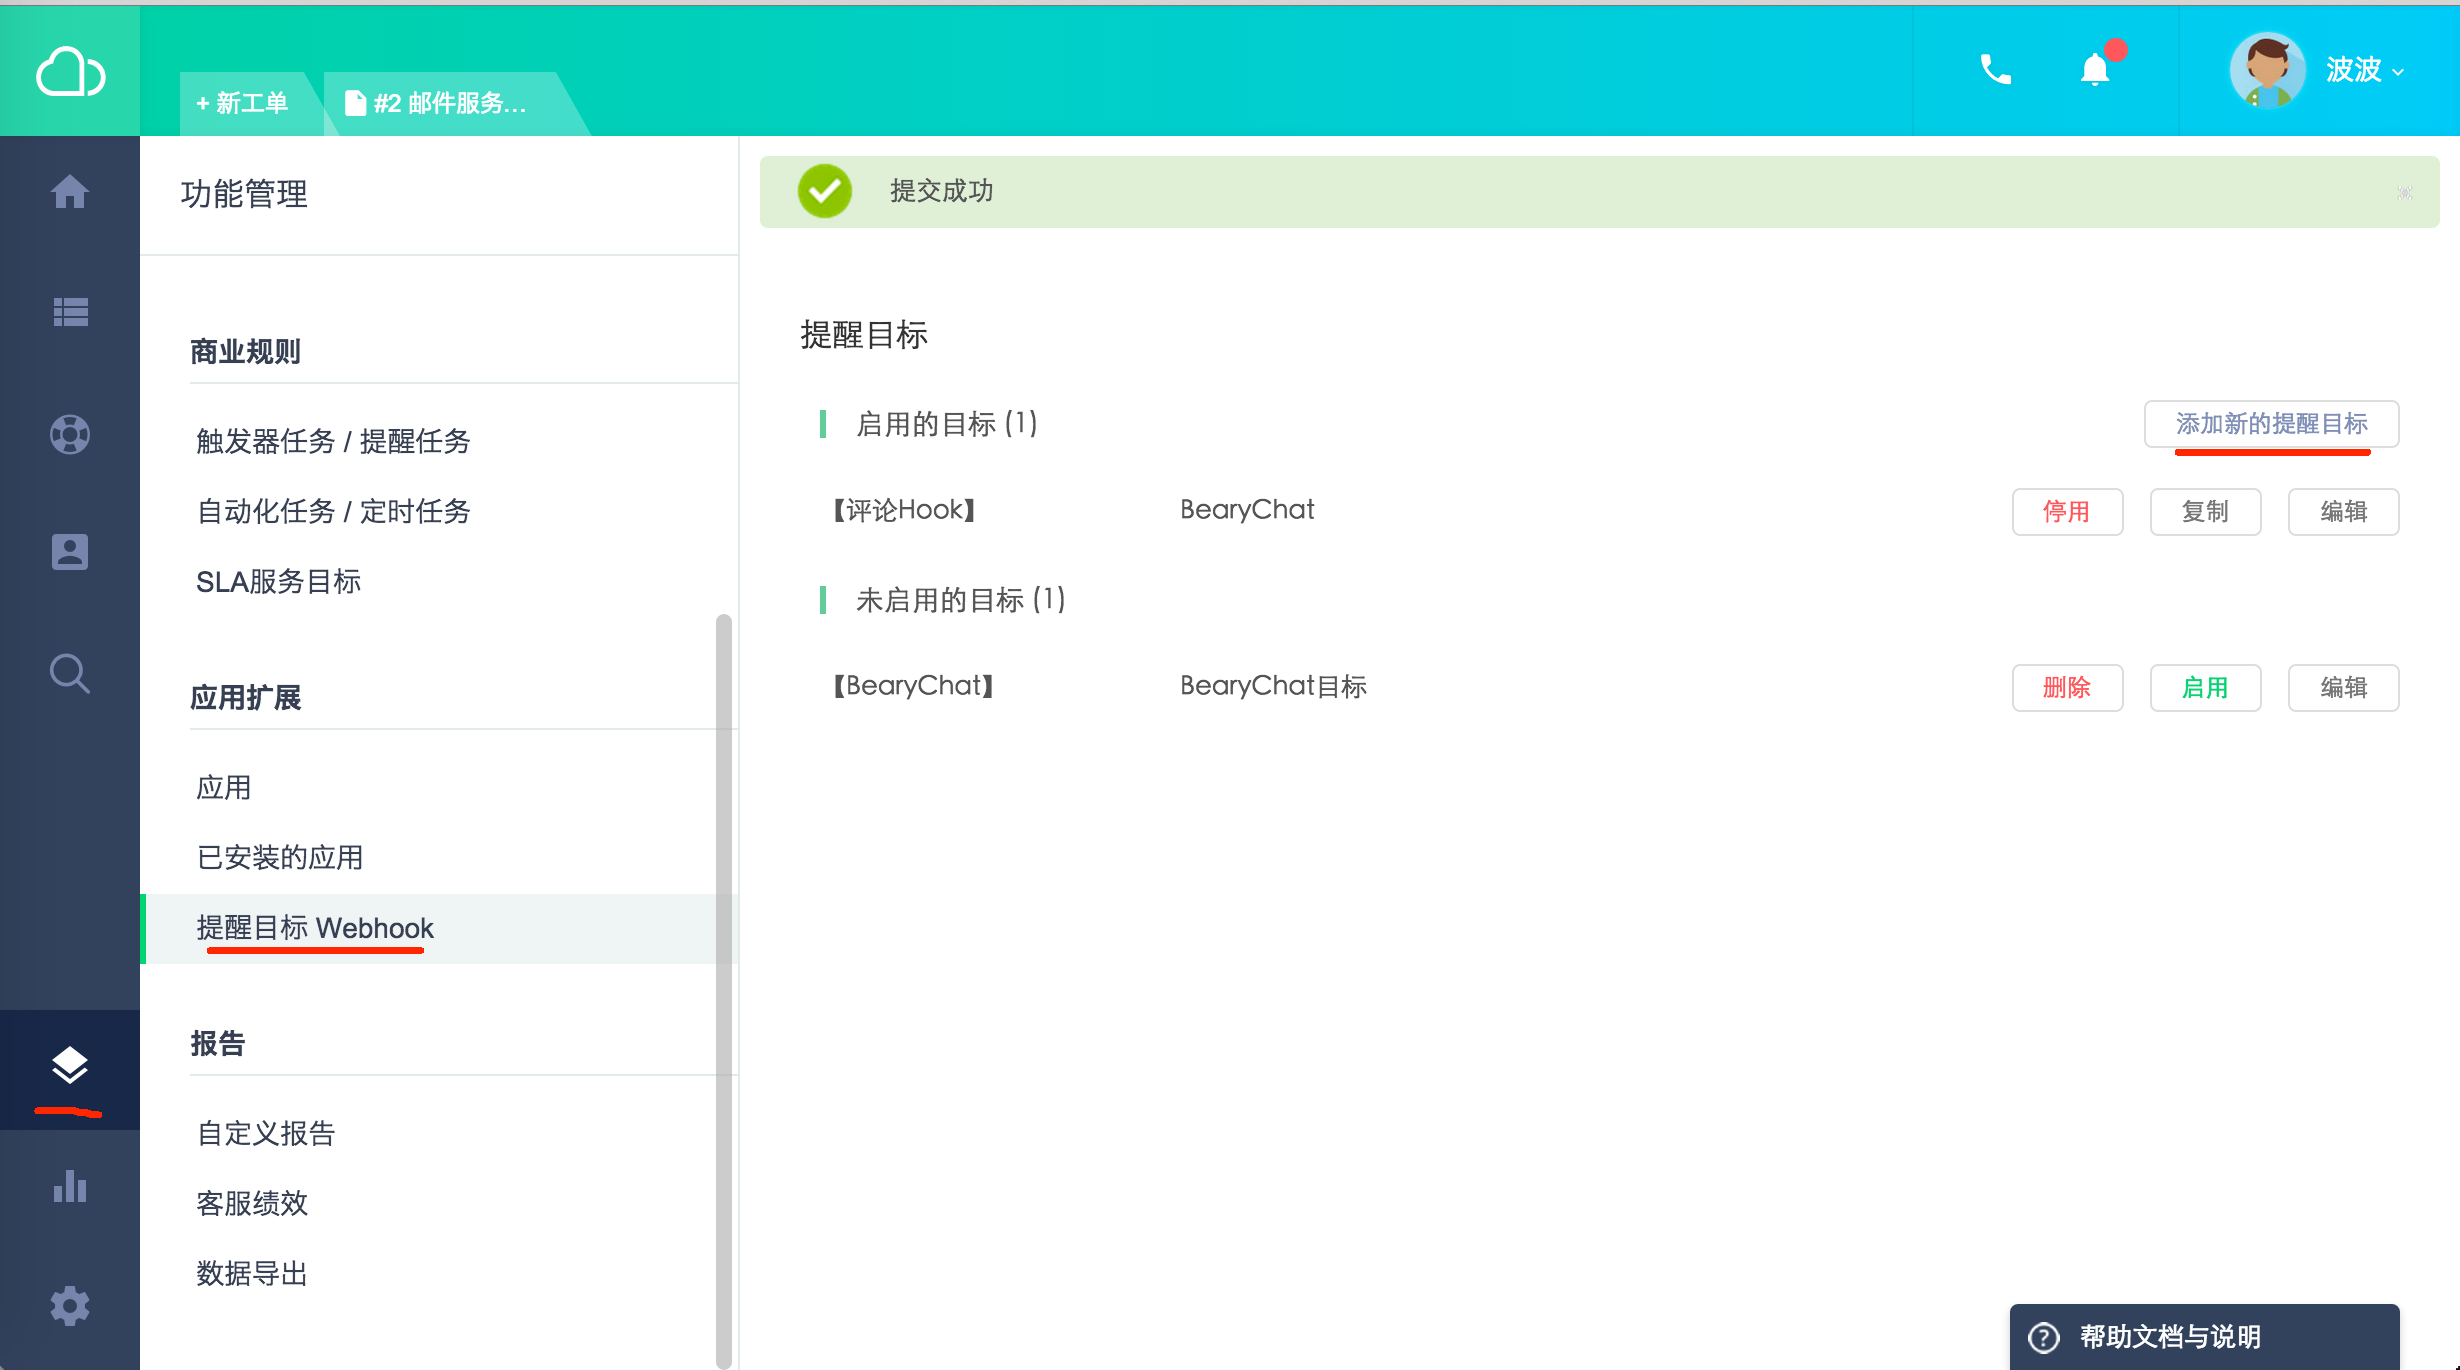 + 新工单
#2 邮件服务...
波波
功能管理
商业规则
触发器任务 / 提醒任务
自动化任务 / 定时任务
SLA服务目标
应用扩展
应用
已安装的应用
提醒目标 Webhook
报告
自定义报告
客服绩效
数据导出
提交成功
提醒目标
启用的目标 (1)
添加新的提醒目标
【评论Hook】 BearyChat 停用 复制 编辑
未启用的目标 (1)
【BearyChat】 BearyChat目标 删除 启用 编辑
? 帮助文档与说明